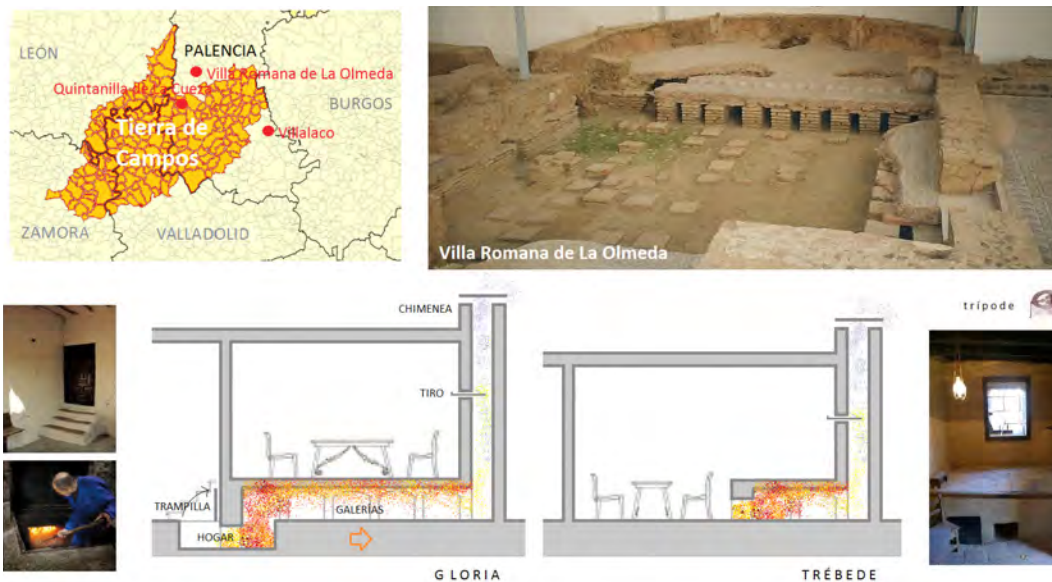 LEÓN
PALENCIA
Villa Romana de La Olmeda
Quintanilla de La Cueza
BURGOS
Tierra de
Campos
Villalaco
ZAMORA
VALLADOLID
Villa Romana de La Olmeda
CHIMENEA
TIRO
TRAMPILLA
GALERÍAS
HOGAR
GLORIA
trípode
TRÉBEDE